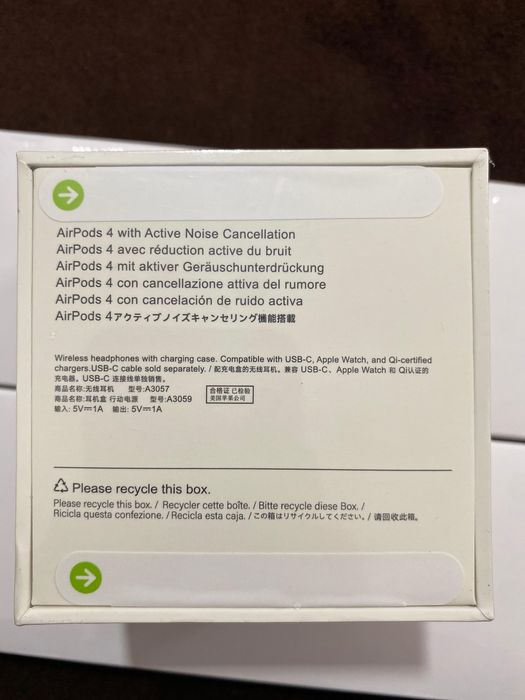 AirPods 4 with Active Noise Cancellation
AirPods 4 avec réduction active du bruit
AirPods 4 mit aktiver Geräuschunterdrückung
AirPods 4 con cancellazione attiva del rumore
AirPods 4 con cancelación de ruido activa
AirPods 4アクティブノイズキャンセリング機能搭載
Wireless headphones with charging case. Compatible with USB-C, Apple Watch, and Qi-certified
chargers.USB-C cable sold separately. / 配充电盒的无线耳机。兼容 USB-C、Apple Watch 和 Qi认证的
充电器。USB-C 连接线单独销售。
商品名称:无线耳机 型号:A3057
商品名称:耳机盒 行动电源 型号:A3059
输入: 5V⎓1A 输出: 5V⎓1A
合格证 已检验
美国苹果公司
Please recycle this box.
Please recycle this box. / Recycler cette boîte. / Bitte recycle diese Box. /
Ricicla questa confezione. / Recicla esta caja. / この箱はリサイクルしてください。 / 请回收此箱。